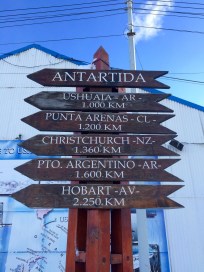 ANTARTIDA
USHUAIA - AR -
1.000 KM
PUNTA ARENAS - CL -
1.200 KM
CHRISTCHURCH -NZ-
1.360 KM
PTO. ARGENTINO -AR-
1.600 KM
HOBART -AV-
2.250 KM